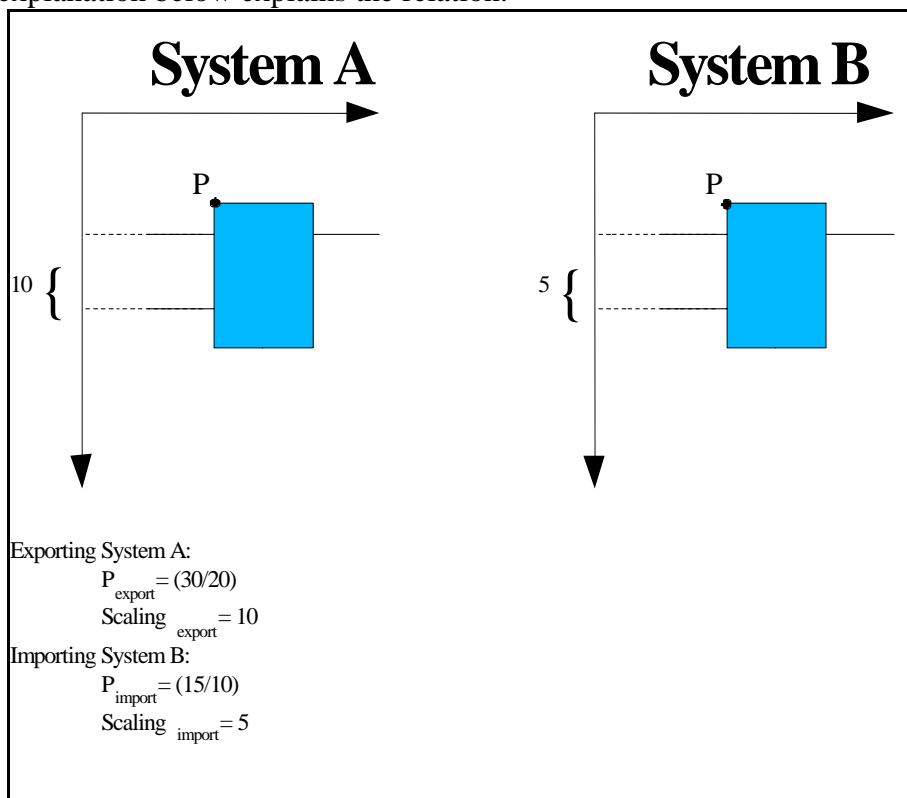 explanation below explains the relation.
System A
System B
P
P
10 {
5 {
Exporting System A:
P export = (30/20)
Scaling export = 10
Importing System B:
P import = (15/10)
Scaling import = 5